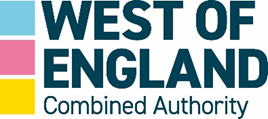 WEST OF
ENGLAND
Combined Authority